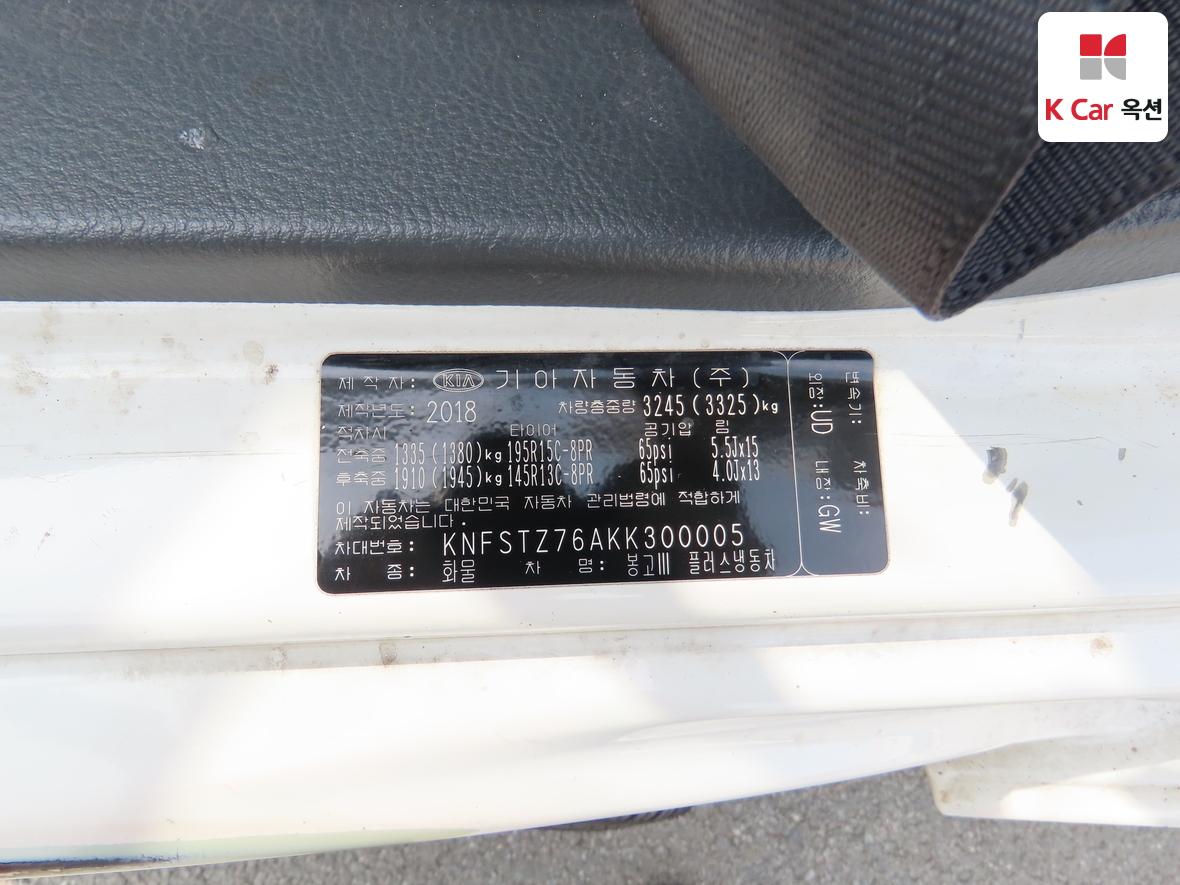 K Car 옥션
제작자: KIA 기아자동차(주)
제작년도: 2018 차량총중량 3245(3325)kg
적차시 타이어 공기압 림
전축중 1335(1380)kg 195R15C-8PR 65psi 5.5Jx15
후축중 1910(1945)kg 145R13C-8PR 65psi 4.0Jx13
이 자동차는 대한민국 자동차 관리법령에 적합하게
제작되었습니다.
차대번호: KNFSTZ76AKK300005
차 종: 화물 차 명: 봉고III 플러스냉동차
변속기: 차축비:
외장:UD 내장:GW